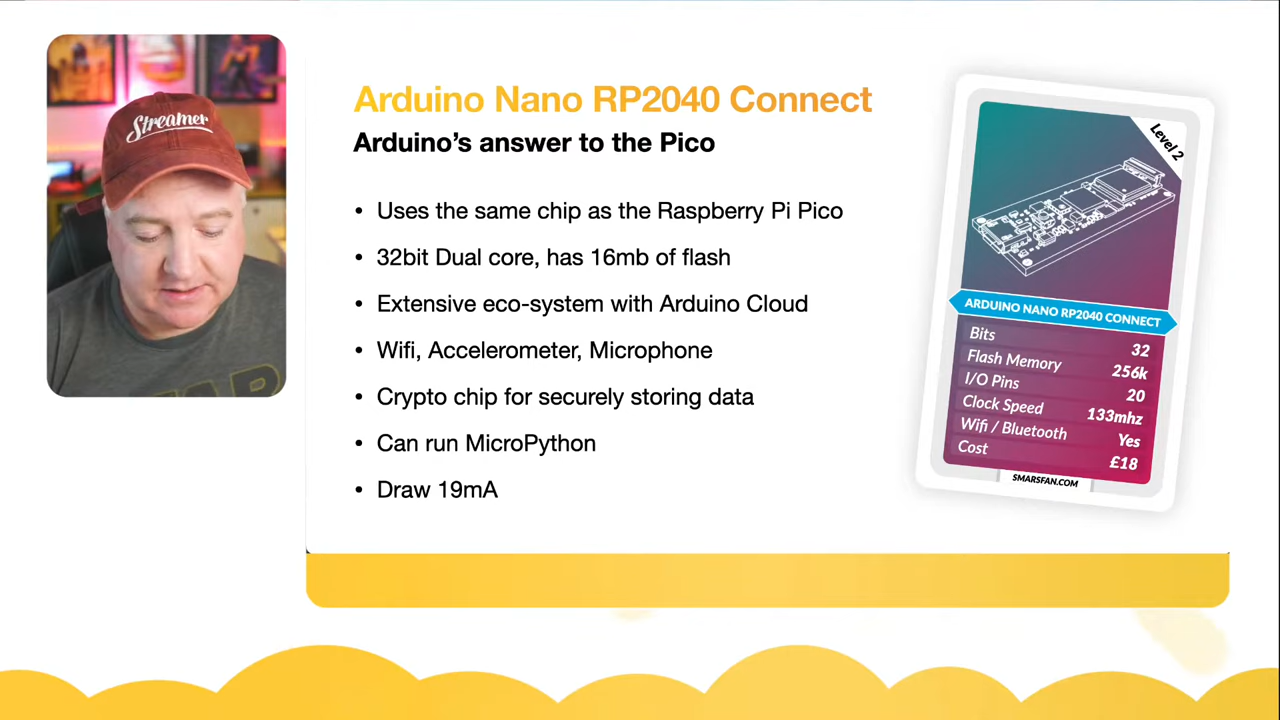 Streamer
Arduino Nano RP2040 Connect
Arduino's answer to the Pico
• Uses the same chip as the Raspberry Pi Pico
• 32bit Dual core, has 16mb of flash
• Extensive eco-system with Arduino Cloud
• Wifi, Accelerometer, Microphone
• Crypto chip for securely storing data
• Can run MicroPython
• Draw 19mA
Level 2
ARDUINO NANO RP2040 CONNECT
Bits 32
Flash Memory 256k
I/O Pins 20
Clock Speed 133mhz
Wifi / Bluetooth Yes
Cost £18
SMARSFAN.COM